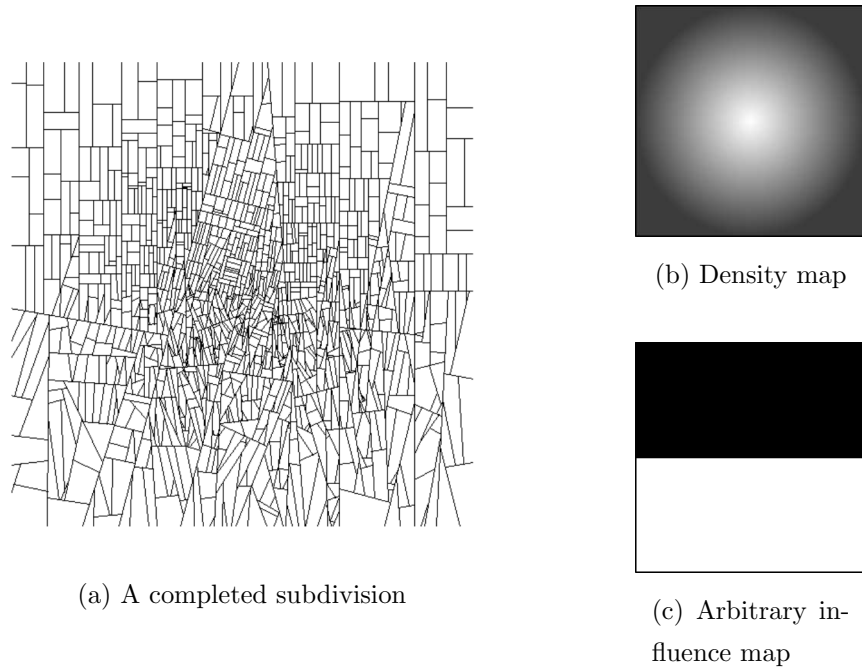 (a) A completed subdivision
(b) Density map
(c) Arbitrary in-
fluence map